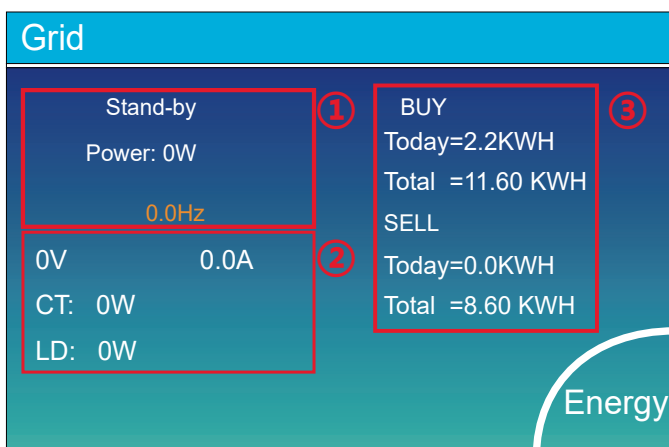 Grid
Stand-by
Power: 0W
0.0Hz
①
0V 0.0A
CT: 0W
LD: 0W
②
BUY
Today=2.2KWH
Total =11.60 KWH
SELL
Today=0.0KWH
Total =8.60 KWH
③
Energy